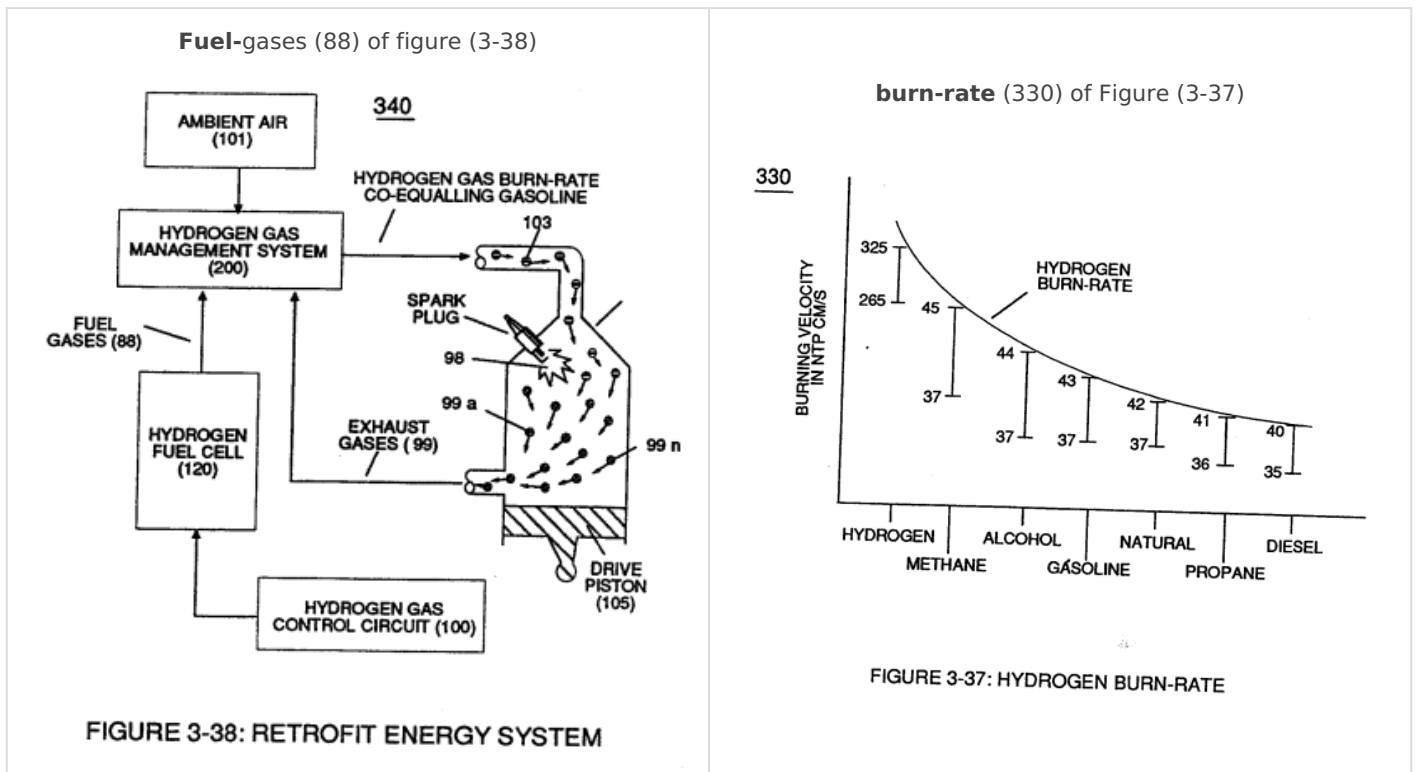 Fuel-gases (88) of figure (3-38)
340
AMBIENT AIR
(101)
HYDROGEN GAS BURN-RATE
CO-EQUALLING GASOLINE
103
HYDROGEN GAS
MANAGEMENT SYSTEM
(200)
SPARK
PLUG
FUEL
GASES (88)
98
99 a
EXHAUST
GASES ( 99)
99 n
HYDROGEN
FUEL CELL
(120)
DRIVE
PISTON
(105)
HYDROGEN GAS
CONTROL CIRCUIT (100)
FIGURE 3-38: RETROFIT ENERGY SYSTEM
burn-rate (330) of Figure (3-37)
330
BURNING VELOCITY
IN NTP CM/S
HYDROGEN
BURN-RATE
325
265
45
37
44
37
43
37
42
37
41
36
40
35
HYDROGEN
METHANE
ALCOHOL
GASOLINE
NATURAL
PROPANE
DIESEL
FIGURE 3-37: HYDROGEN BURN-RATE